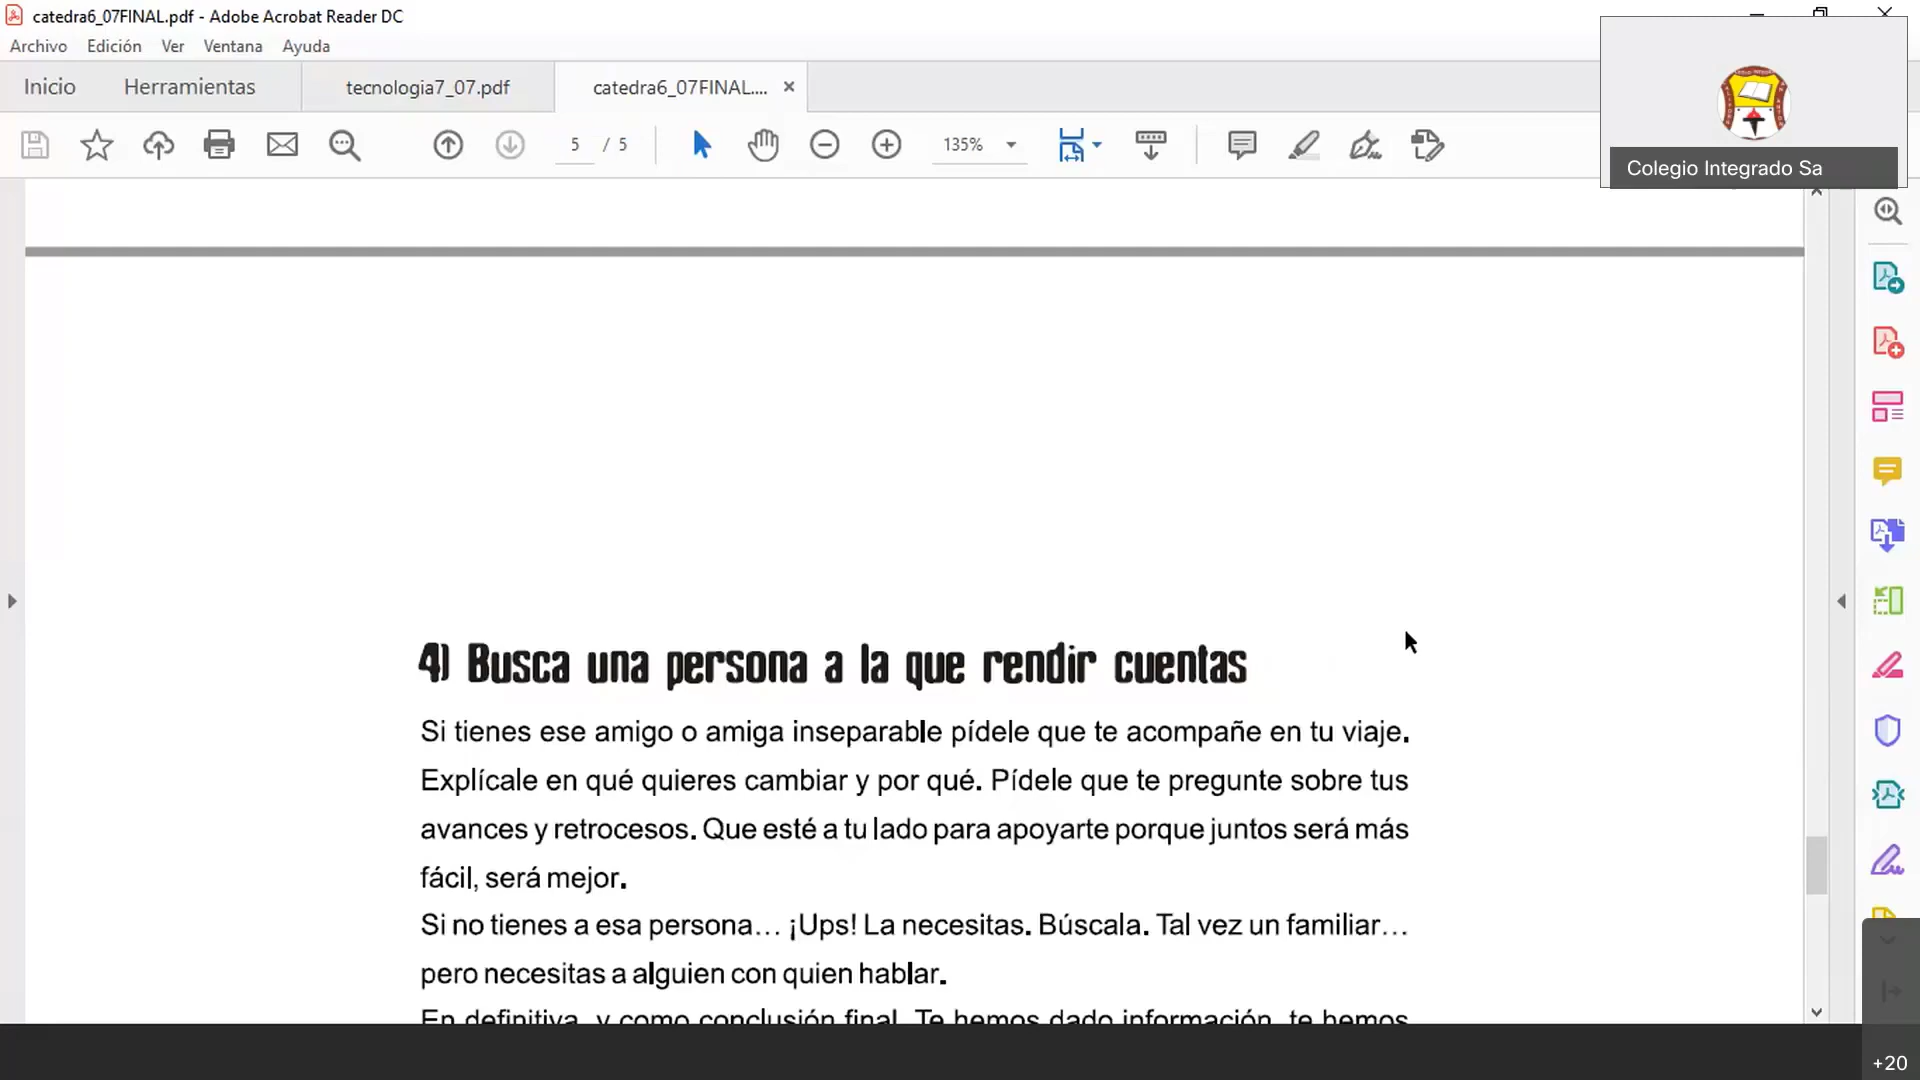 catedra6_07FINAL.pdf - Adobe Acrobat Reader DC
Archivo Edición Ver Ventana Ayuda
Inicio Herramientas tecnologia7_07.pdf catedra6_07FINAL....
5 / 5 135%
Colegio Integrado Sa
4) Busca una persona a la que rendir cuentas
Si tienes ese amigo o amiga inseparable pídele que te acompañe en tu viaje.
Explícale en qué quieres cambiar y por qué. Pídele que te pregunte sobre tus
avances y retrocesos. Que esté a tu lado para apoyarte porque juntos será más
fácil, será mejor.
Si no tienes a esa persona… ¡Ups! La necesitas. Búscala. Tal vez un familiar…
pero necesitas a alguien con quien hablar.
En definitiva, y como conclusión final. Te hemos dado información, te hemos
+20